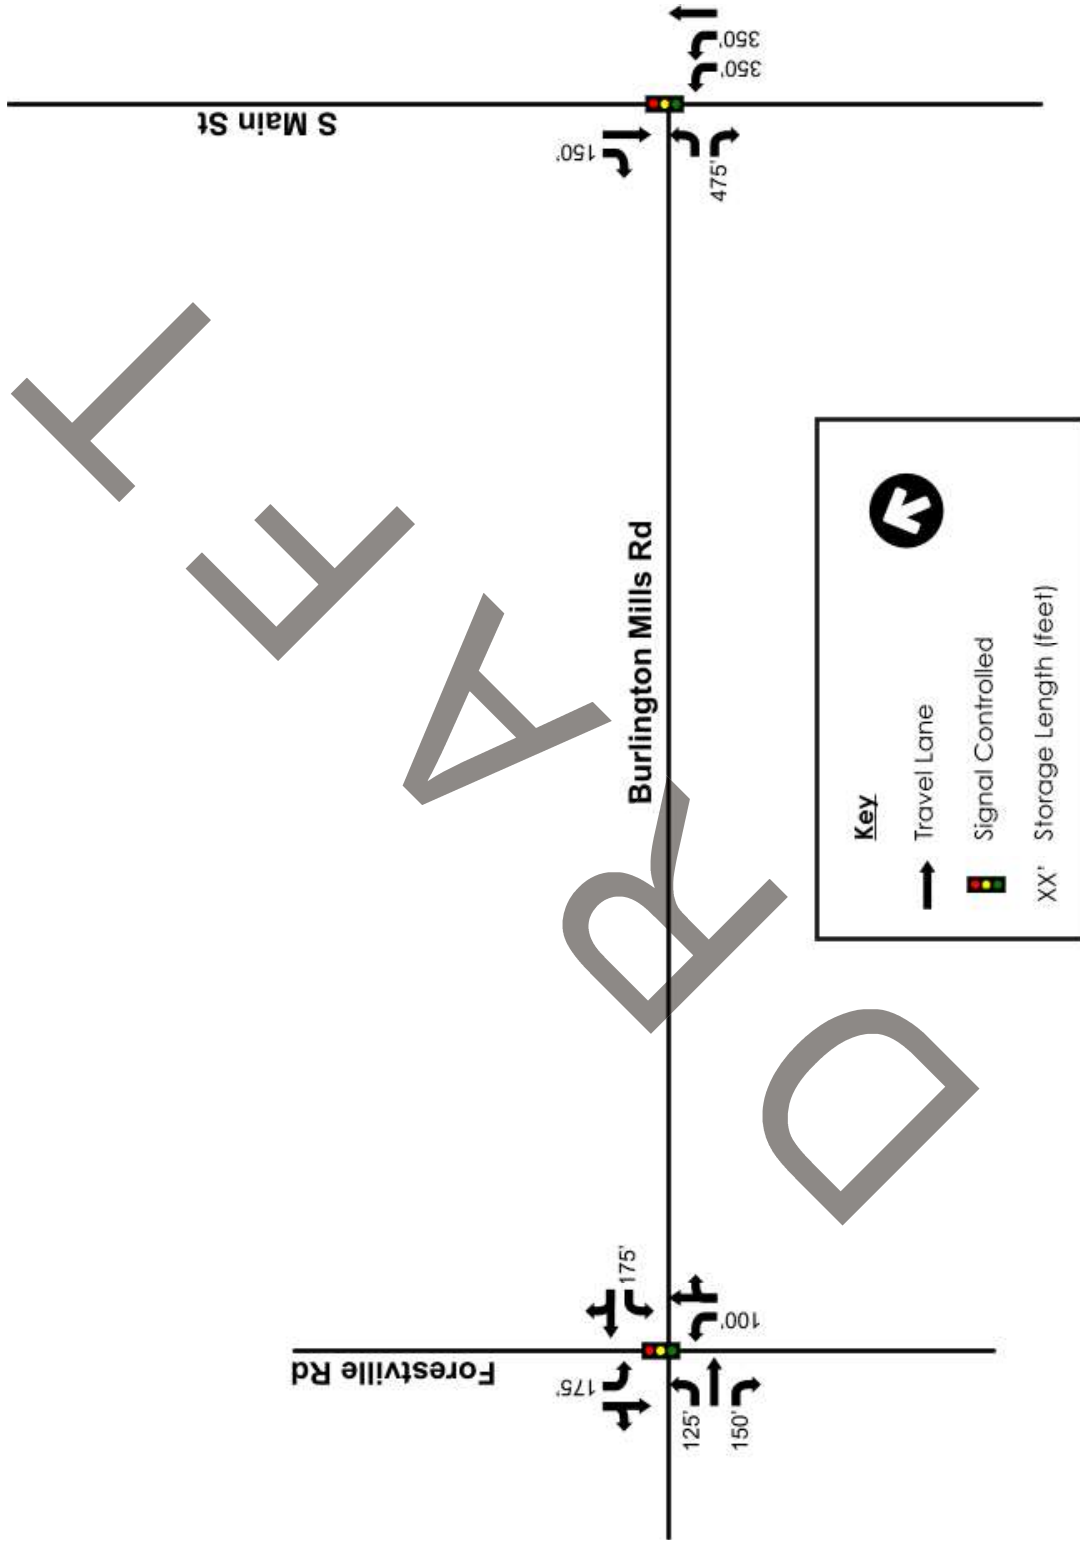 S Main St
350'
350'
150'
475'
Burlington Mills Rd
Forestville Rd
175'
100'
175'
125'
150'
Key
Travel Lane
Signal Controlled
XX' Storage Length (feet)
DRAFT